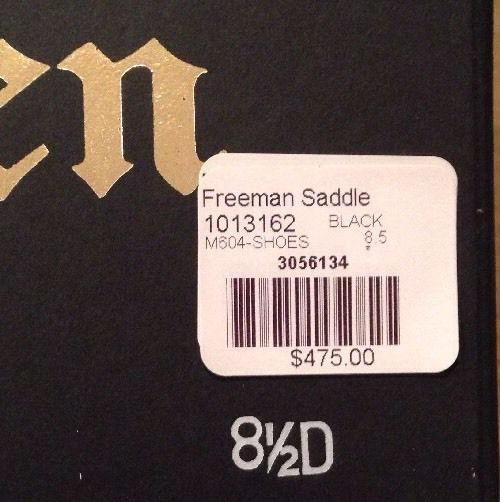 en
Freeman Saddle
1013162 BLACK
M604-SHOES 8.5
3056134
$475.00
8½D